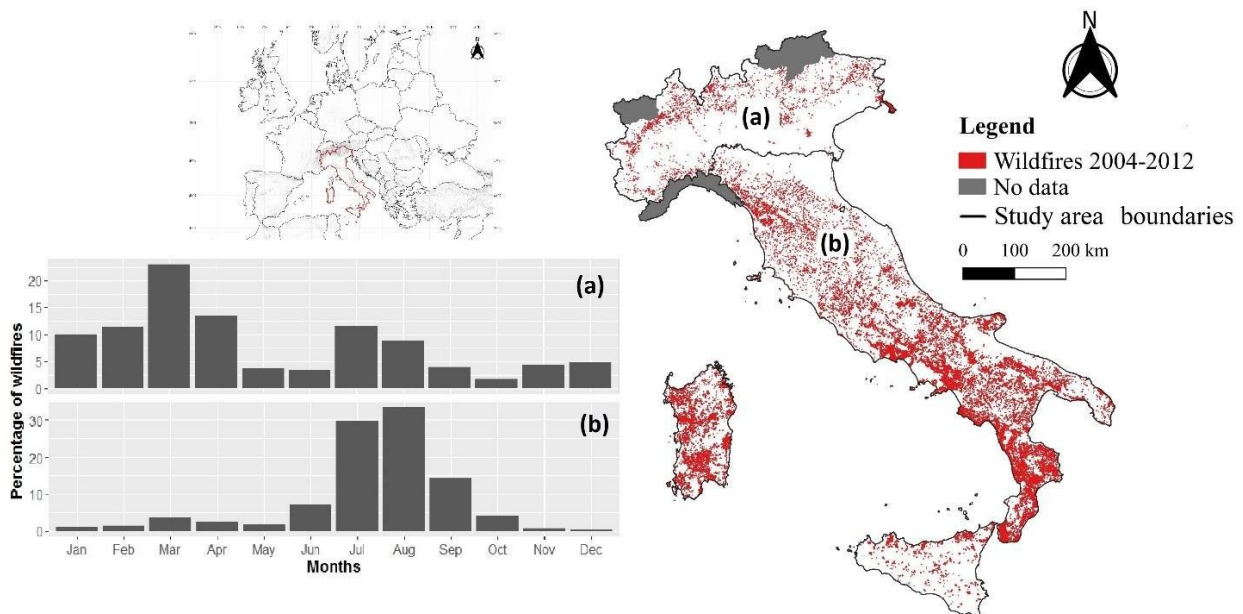 N
(a)
(b)
Legend
Wildfires 2004-2012
No data
Study area boundaries
0 100 200 km
Percentage of wildfires
20
15
10
5
0
(a)
30
20
10
0
(b)
Jan Feb Mar Apr May Jun Jul Aug Sep Oct Nov Dec
Months